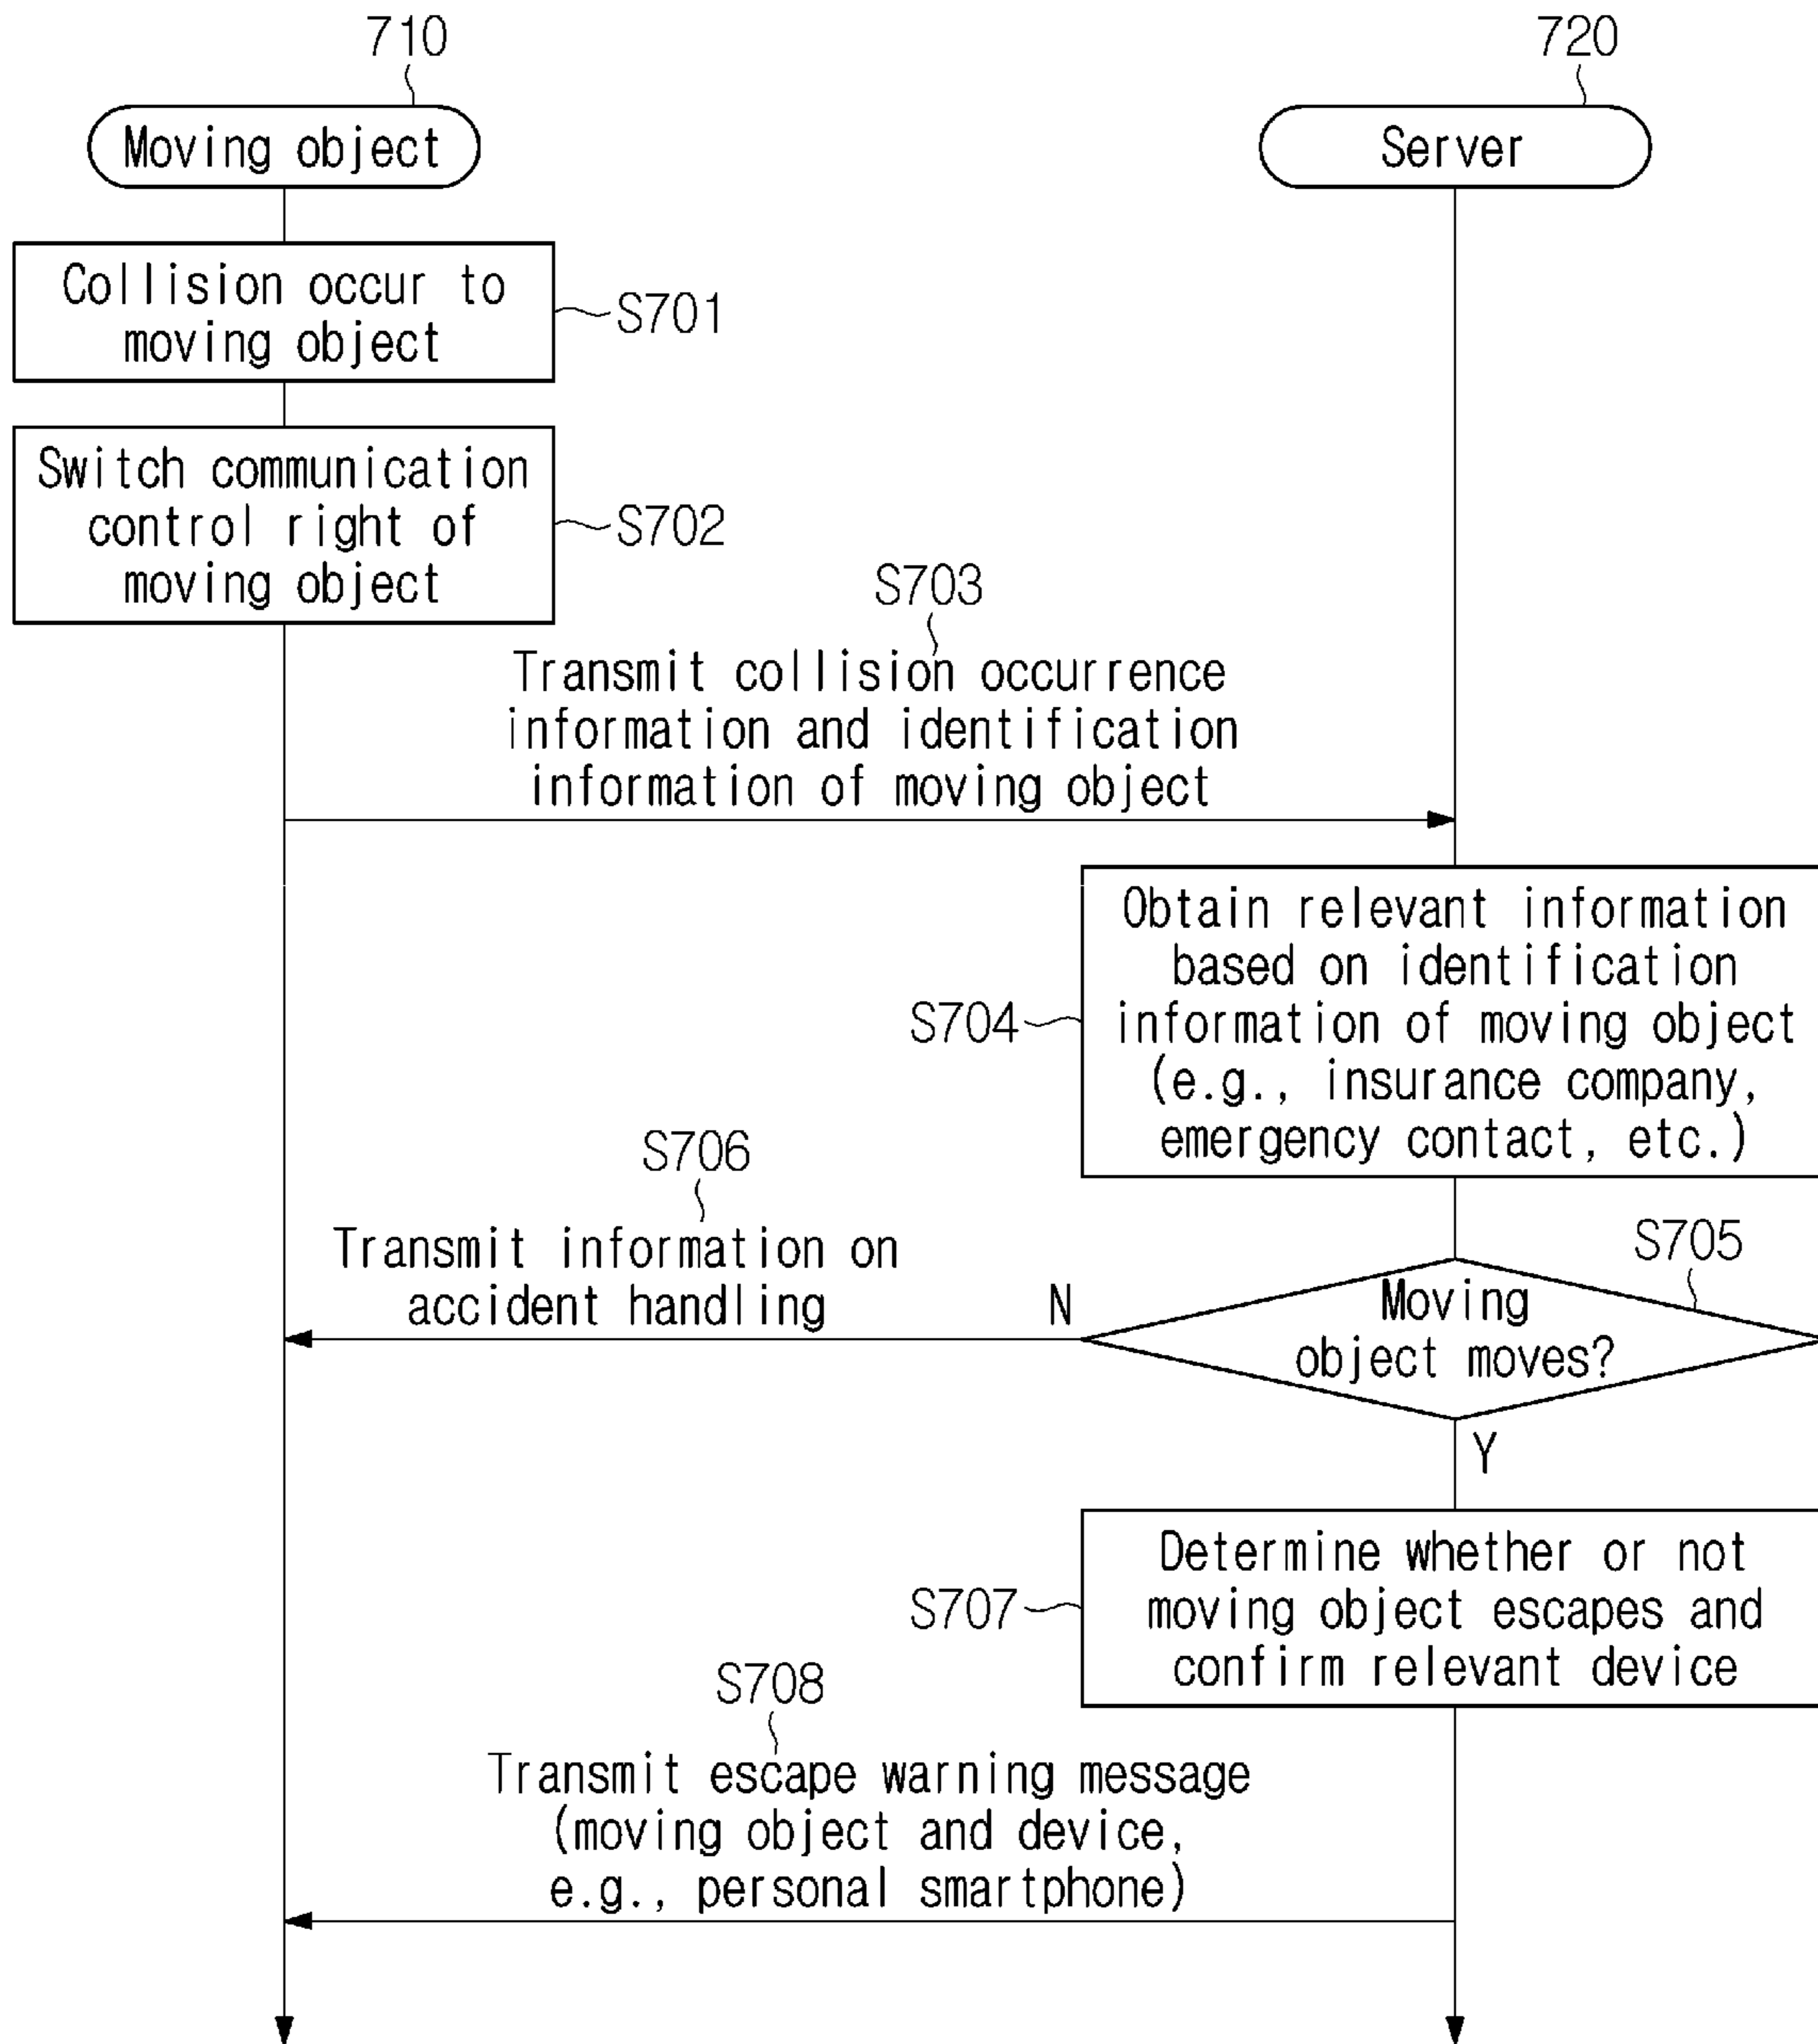 710
720
Moving object
Server
Collision occur to
moving object
S701
Switch communication
control right of
moving object
S702
S703
Transmit collision occurrence
information and identification
information of moving object
Obtain relevant information
based on identification
information of moving object
(e.g., insurance company,
emergency contact, etc.)
S704
S706
Transmit information on
accident handling
S705
Moving
object moves?
N
Y
Determine whether or not
moving object escapes and
confirm relevant device
S707
S708
Transmit escape warning message
(moving object and device,
e.g., personal smartphone)